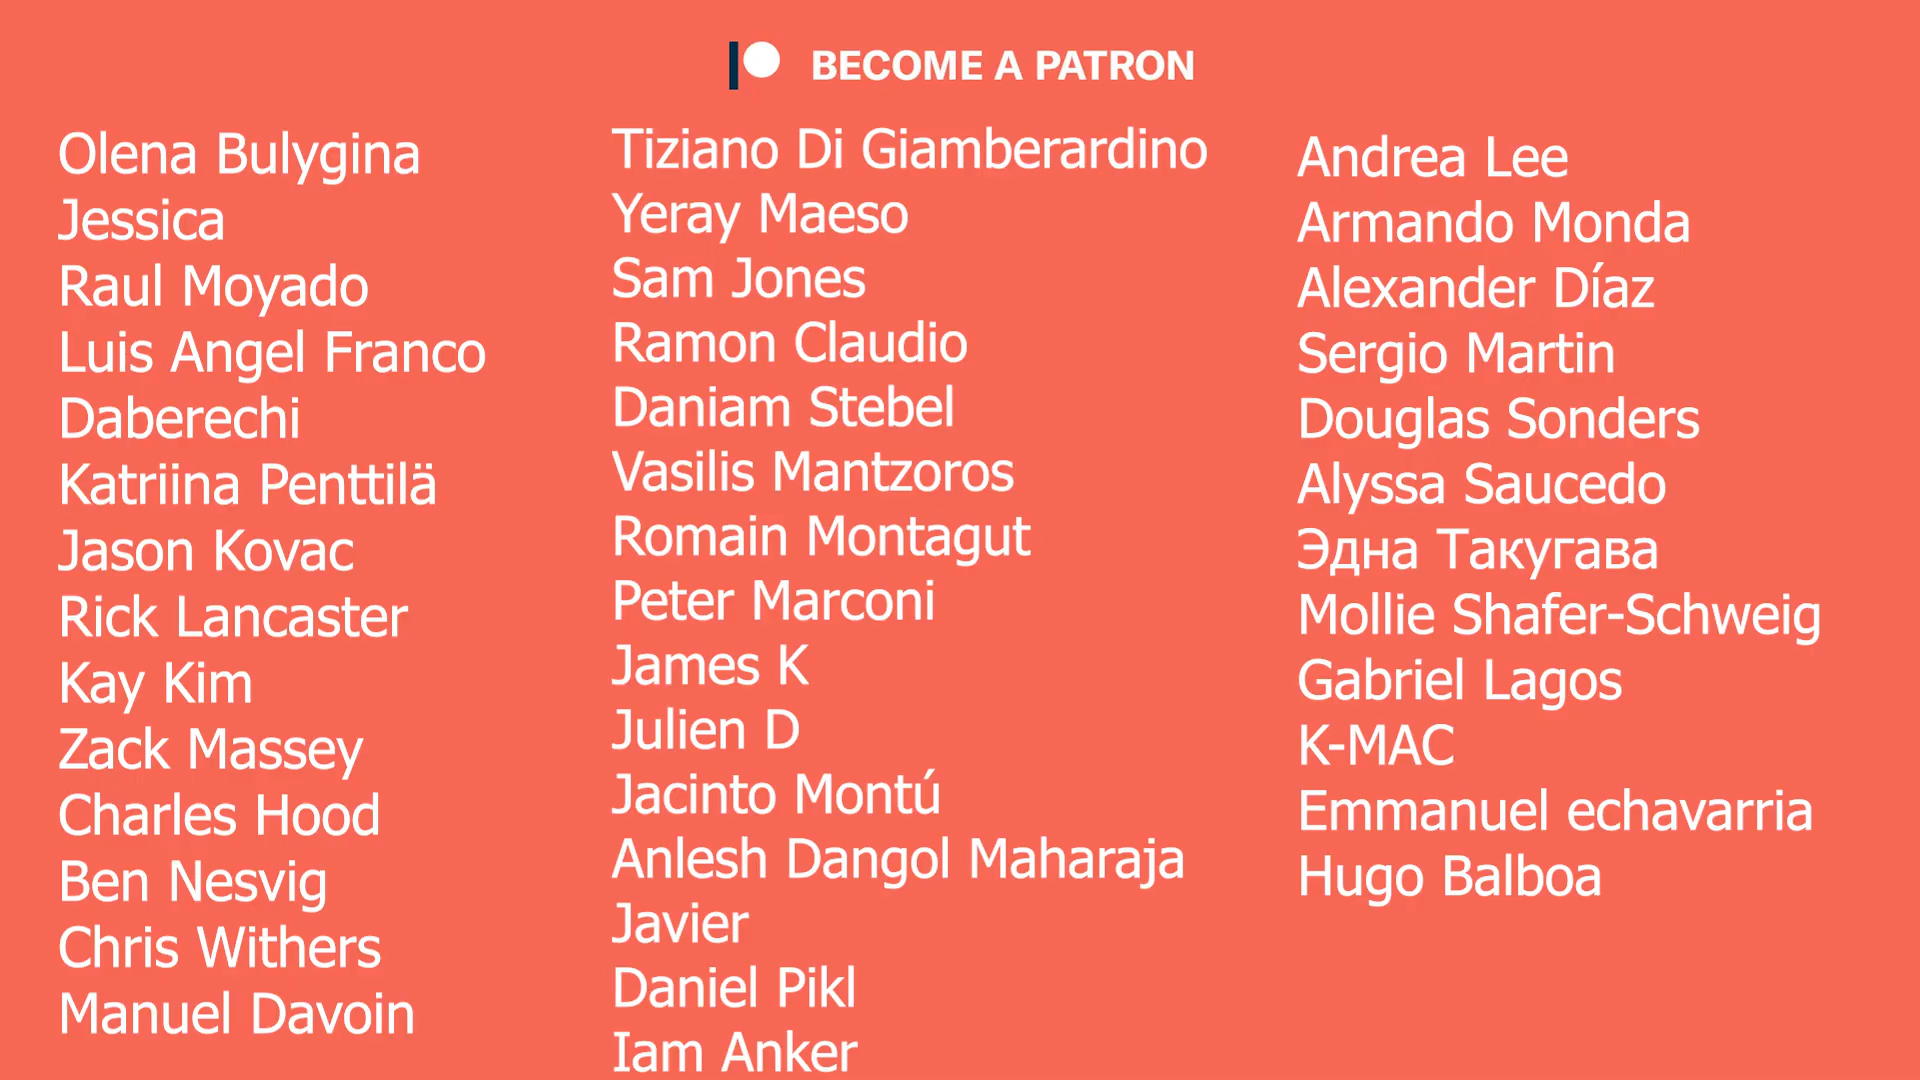 BECOME A PATRON
Olena Bulygina
Jessica
Raul Moyado
Luis Angel Franco
Daberechi
Katriina Penttilä
Jason Kovac
Rick Lancaster
Kay Kim
Zack Massey
Charles Hood
Ben Nesvig
Chris Withers
Manuel Davoin
Tiziano Di Giamberardino
Yeray Maeso
Sam Jones
Ramon Claudio
Daniam Stebel
Vasilis Mantzoros
Romain Montagut
Peter Marconi
James K
Julien D
Jacinto Montú
Anlesh Dangol Maharaja
Javier
Daniel Pikl
Iam Anker
Andrea Lee
Armando Monda
Alexander Díaz
Sergio Martin
Douglas Sonders
Alyssa Saucedo
Эдна Такугава
Mollie Shafer-Schweig
Gabriel Lagos
K-MAC
Emmanuel echavarria
Hugo Balboa